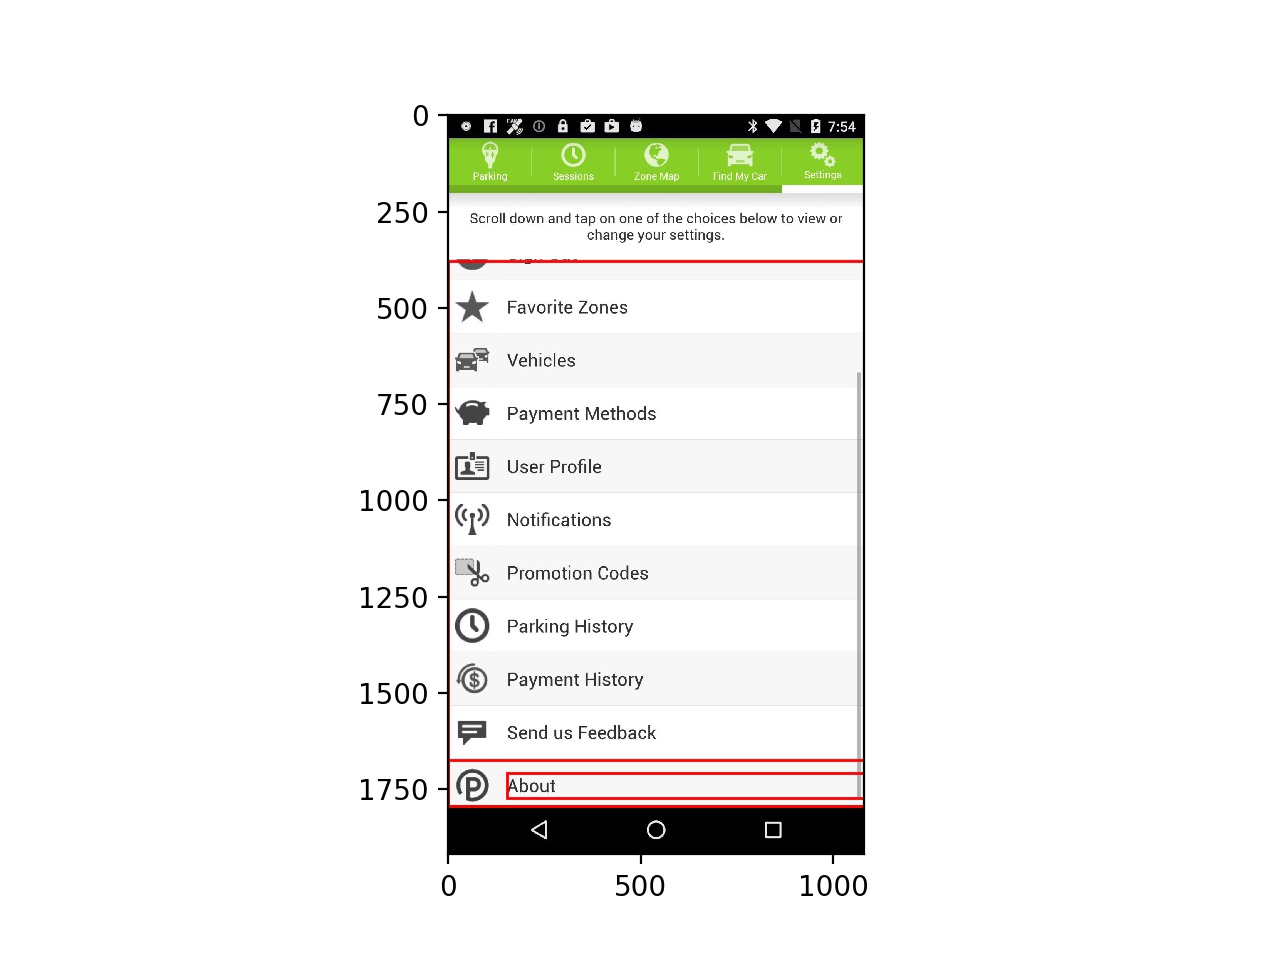 0
7:54
Parking
Sessions
Zone Map
Find My Car
Settings
250
Scroll down and tap on one of the choices below to view or
change your settings.
500
Favorite Zones
Vehicles
750
Payment Methods
User Profile
1000
Notifications
Promotion Codes
1250
Parking History
Payment History
1500
Send us Feedback
1750
About
0
500
1000